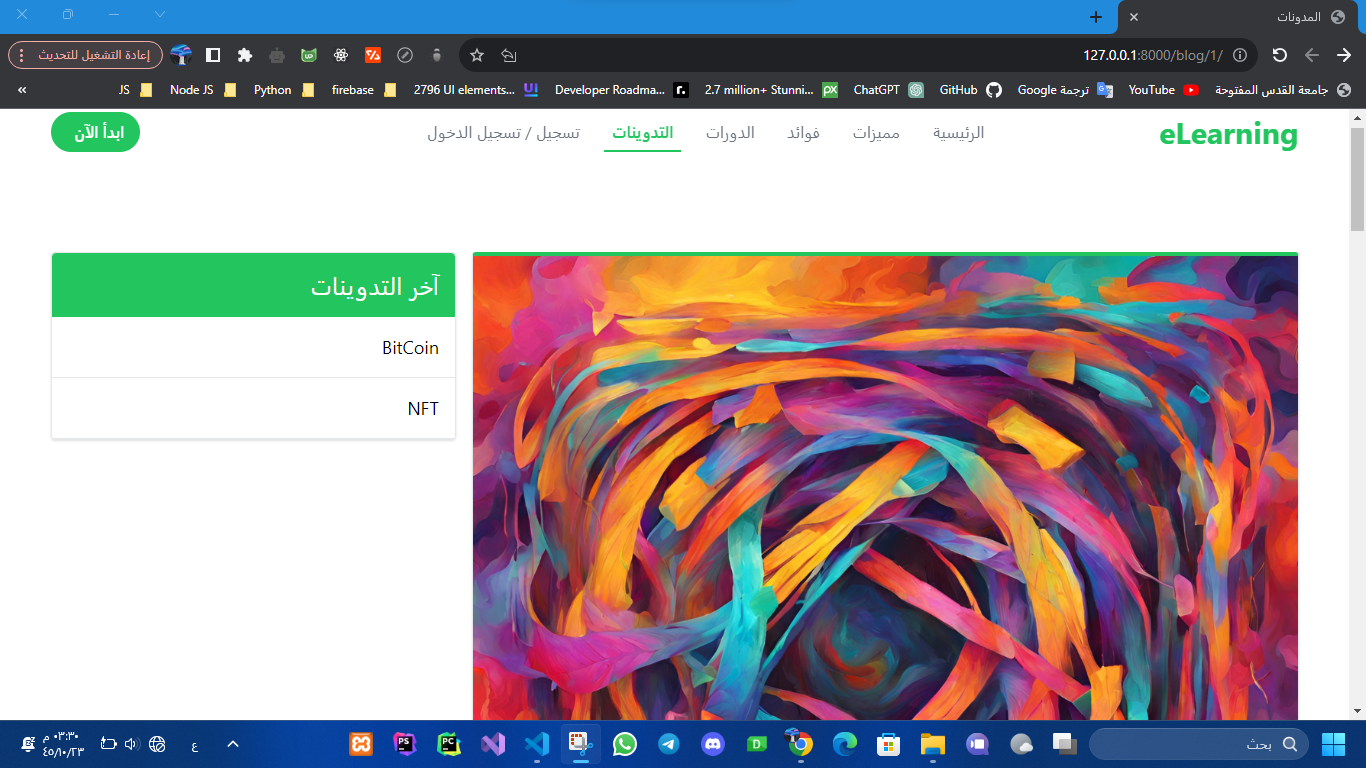 المدونات
127.0.0.1:8000/blog/1/
إعادة التشغيل للتحديث
جامعة القدس المفتوحة
YouTube
ترجمة Google
GitHub
ChatGPT
2.7 million+ Stunni...
Developer Roadma...
2796 UI elements...
firebase
Python
Node JS
JS
eLearning
الرئيسية
مميزات
فوائد
الدورات
التدوينات
تسجيل / تسجيل الدخول
ابدأ الآن
آخر التدوينات
BitCoin
NFT
بحث
ع
٠٣:٣٠ م
٤٥/١٠/٢٣